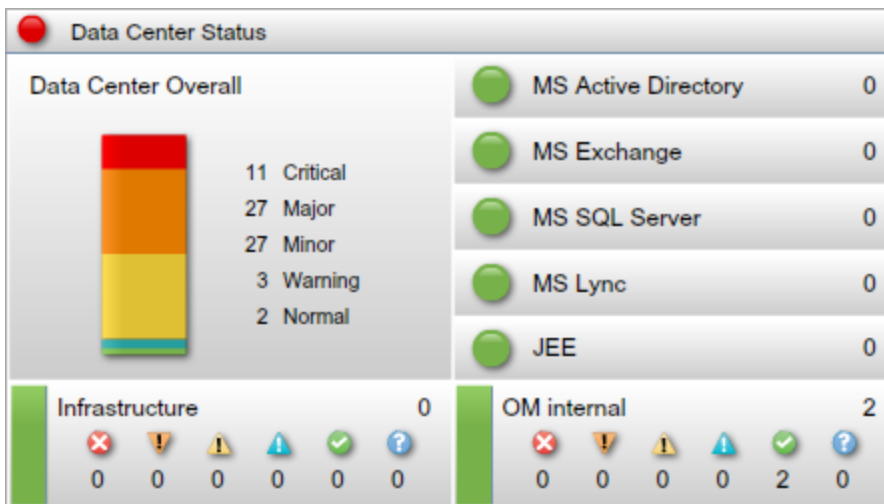 Data Center Status
Data Center Overall
11 Critical
27 Major
27 Minor
3 Warning
2 Normal
MS Active Directory 0
MS Exchange 0
MS SQL Server 0
MS Lync 0
JEE 0
Infrastructure 0
0 0 0 0 0 0
OM internal 2
0 0 0 0 2 0